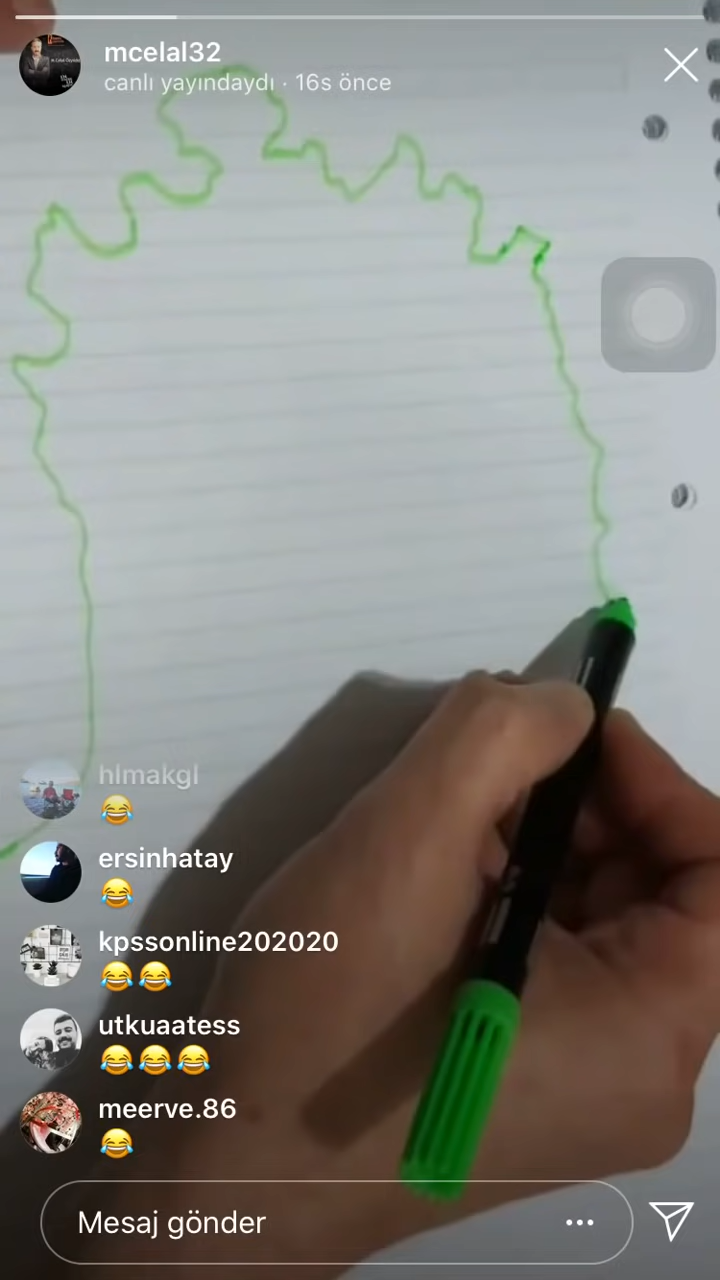 mcelal32
canlı yayındaydı · 16s önce
hlmakgl
😂
ersinhatay
😂
kpssonline202020
😂😂
utkuaatess
😂😂😂
meerve.86
😂
Mesaj gönder